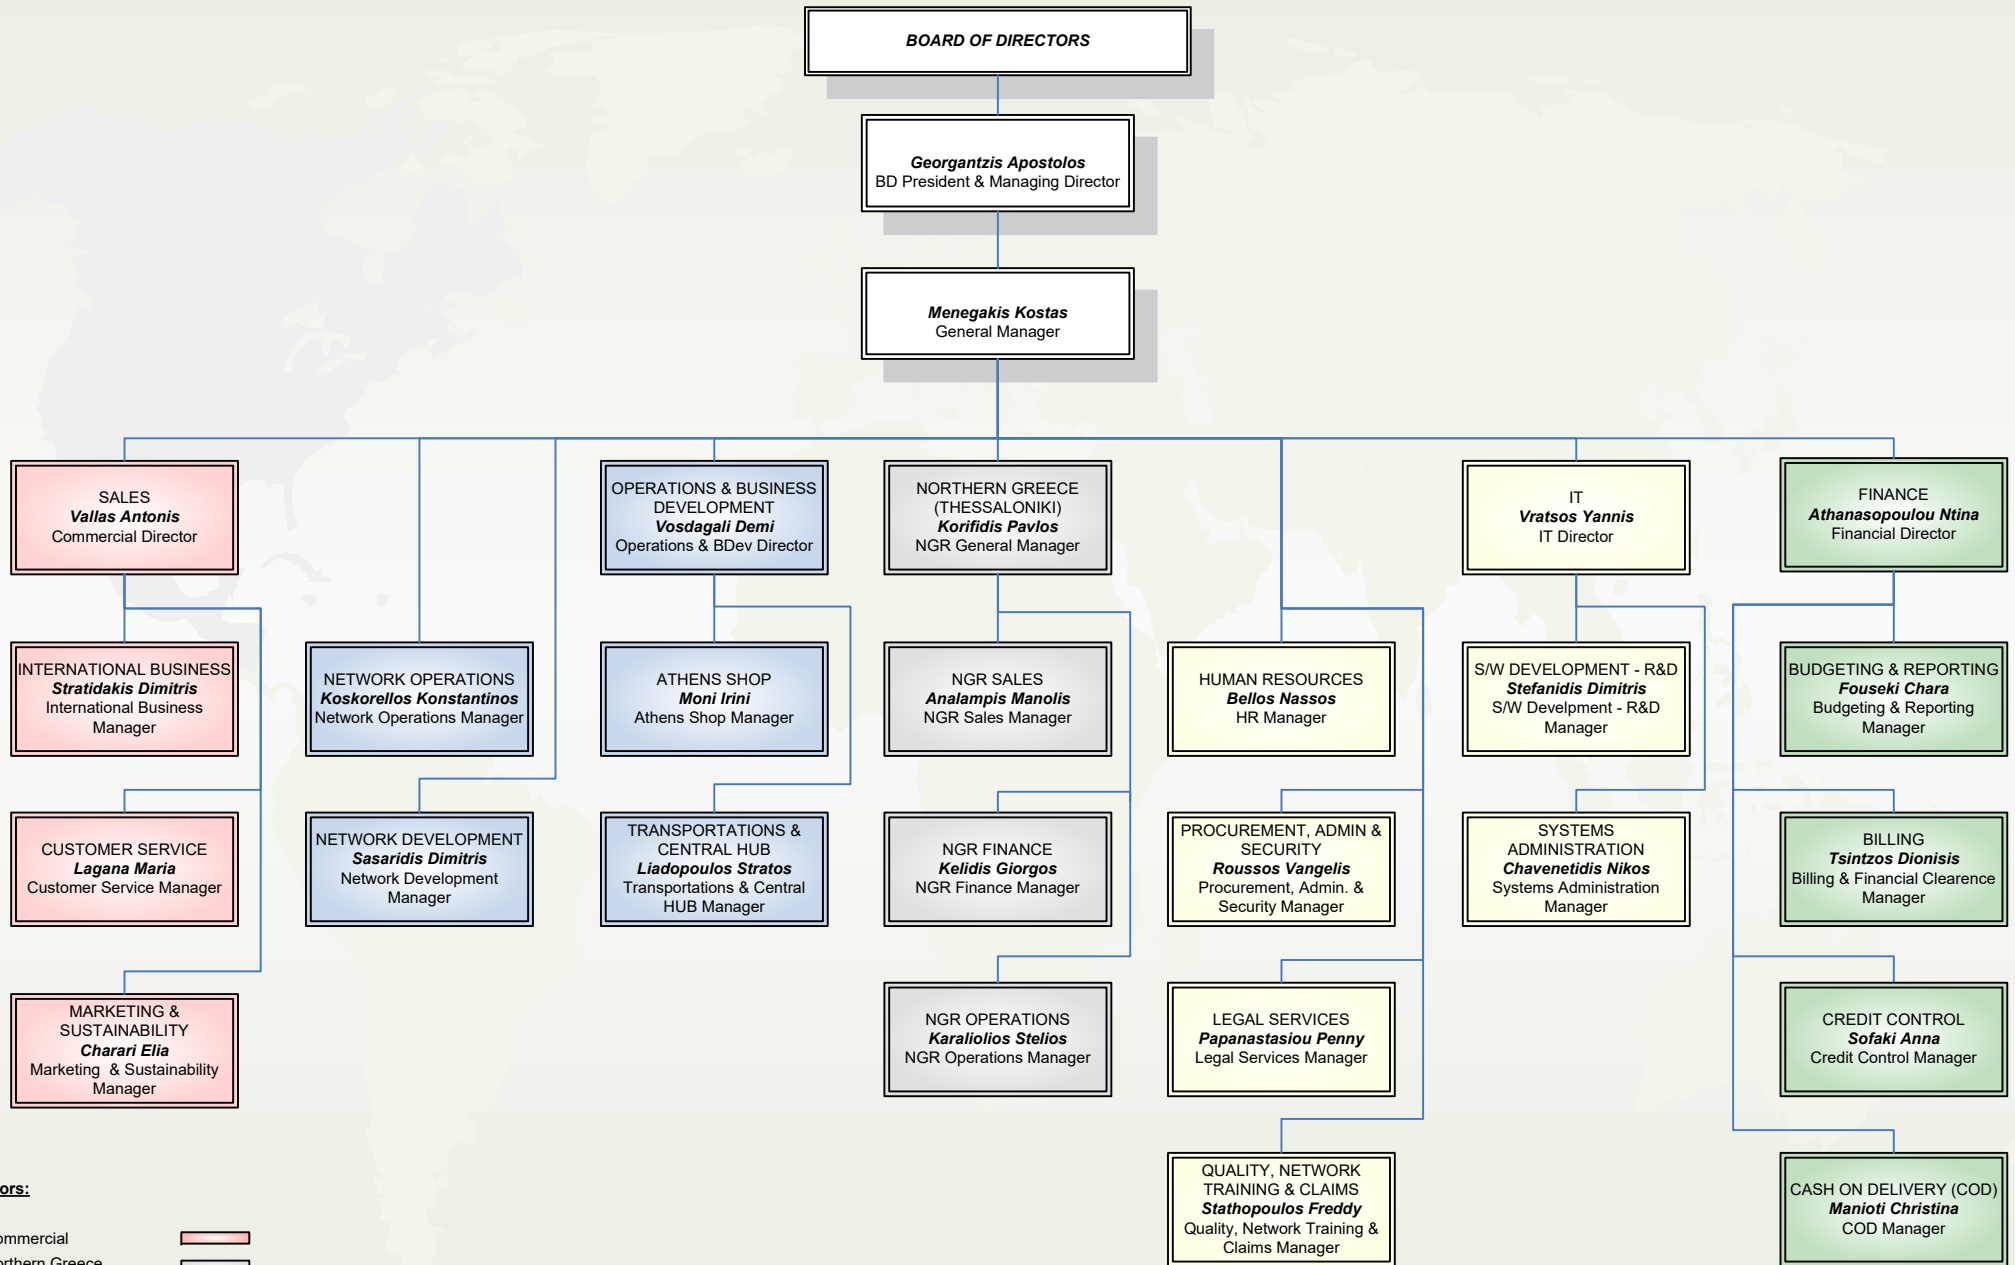 BOARD OF DIRECTORS
Georgantzis Apostolos
BD President & Managing Director
Menegakis Kostas
General Manager
SALES
Vallas Antonis
Commercial Director
OPERATIONS & BUSINESS
DEVELOPMENT
Vosdagali Demi
Operations & BDev Director
NORTHERN GREECE
(THESSALONIKI)
Korifidis Pavlos
NGR General Manager
IT
Vratsos Yannis
IT Director
FINANCE
Athanasopoulou Ntina
Financial Director
INTERNATIONAL BUSINESS
Stratidakis Dimitris
International Business
Manager
NETWORK OPERATIONS
Koskorellos Konstantinos
Network Operations Manager
ATHENS SHOP
Moni Irini
Athens Shop Manager
NGR SALES
Analampis Manolis
NGR Sales Manager
HUMAN RESOURCES
Bellos Nassos
HR Manager
S/W DEVELOPMENT - R&D
Stefanidis Dimitris
S/W Develpment - R&D
Manager
BUDGETING & REPORTING
Fouseki Chara
Budgeting & Reporting
Manager
CUSTOMER SERVICE
Lagana Maria
Customer Service Manager
NETWORK DEVELOPMENT
Sasaridis Dimitris
Network Development
Manager
TRANSPORTATIONS &
CENTRAL HUB
Liadopoulos Stratos
Transportations & Central
HUB Manager
NGR FINANCE
Kelidis Giorgos
NGR Finance Manager
PROCUREMENT, ADMIN &
SECURITY
Roussos Vangelis
Procurement, Admin. &
Security Manager
SYSTEMS
ADMINISTRATION
Chavenetidis Nikos
Systems Administration
Manager
BILLING
Tsintzos Dionisis
Billing & Financial Clearence
Manager
MARKETING &
SUSTAINABILITY
Charari Elia
Marketing  & Sustainability
Manager
NGR OPERATIONS
Karaliolios Stelios
NGR Operations Manager
LEGAL SERVICES
Papanastasiou Penny
Legal Services Manager
CREDIT CONTROL
Sofaki Anna
Credit Control Manager
QUALITY, NETWORK
TRAINING & CLAIMS
Stathopoulos Freddy
Quality, Network Training &
Claims Manager
CASH ON DELIVERY (COD)
Manioti Christina
COD Manager
ors:
ommercial
orthern Greece